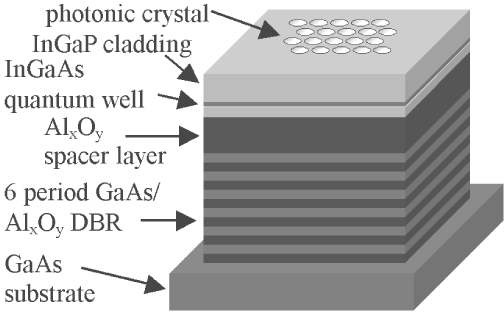 photonic crystal
InGaP cladding
InGaAs
quantum well
AlxOy
spacer layer
6 period GaAs/
AlxOy DBR
GaAs
substrate